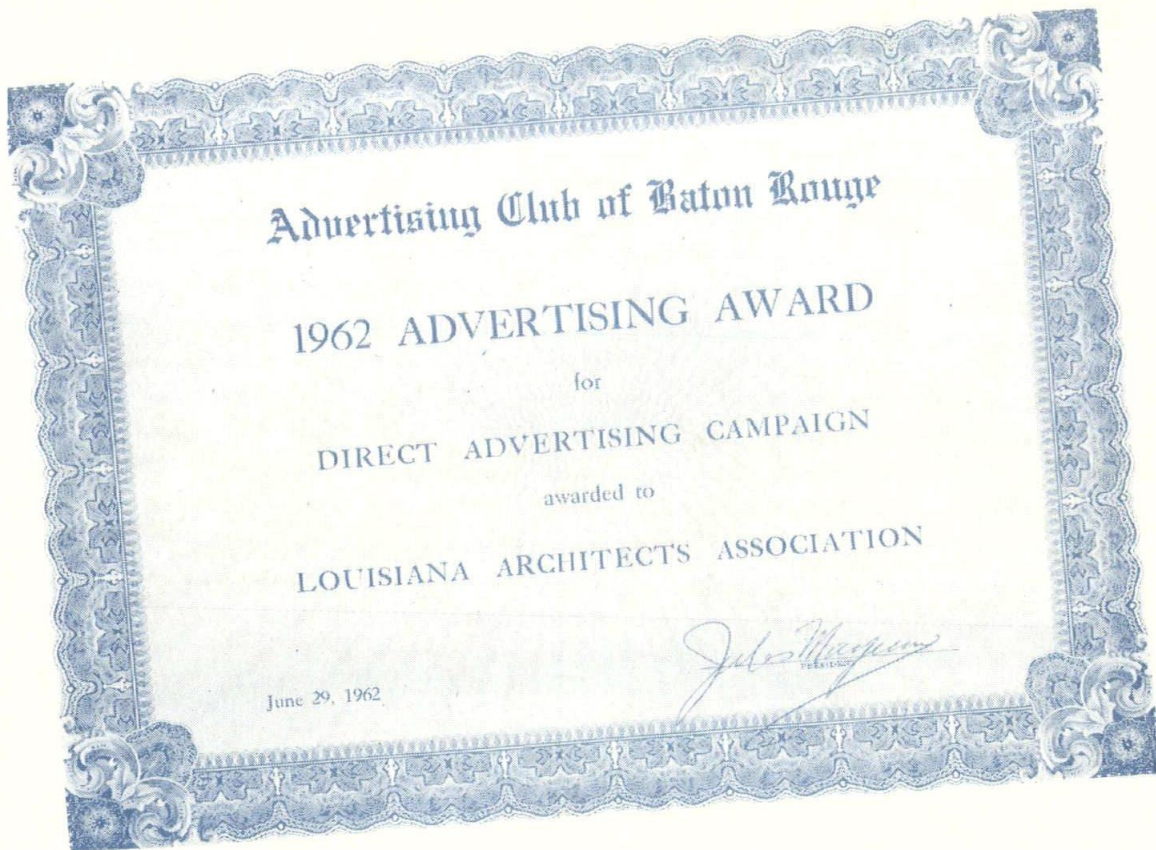 Advertising Club of Baton Rouge
1962 ADVERTISING AWARD
for
DIRECT ADVERTISING CAMPAIGN
awarded to
LOUISIANA ARCHITECTS ASSOCIATION
PRESIDENT
June 29, 1962